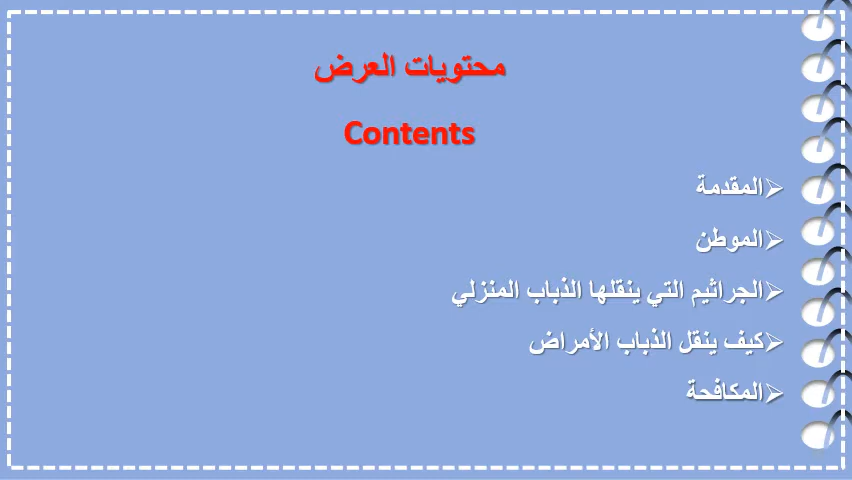 محتويات العرض
Contents
المقدمة
الموطن
الجراثيم التي ينقلها الذباب المنزلي
كيف ينقل الذباب الأمراض
المكافحة